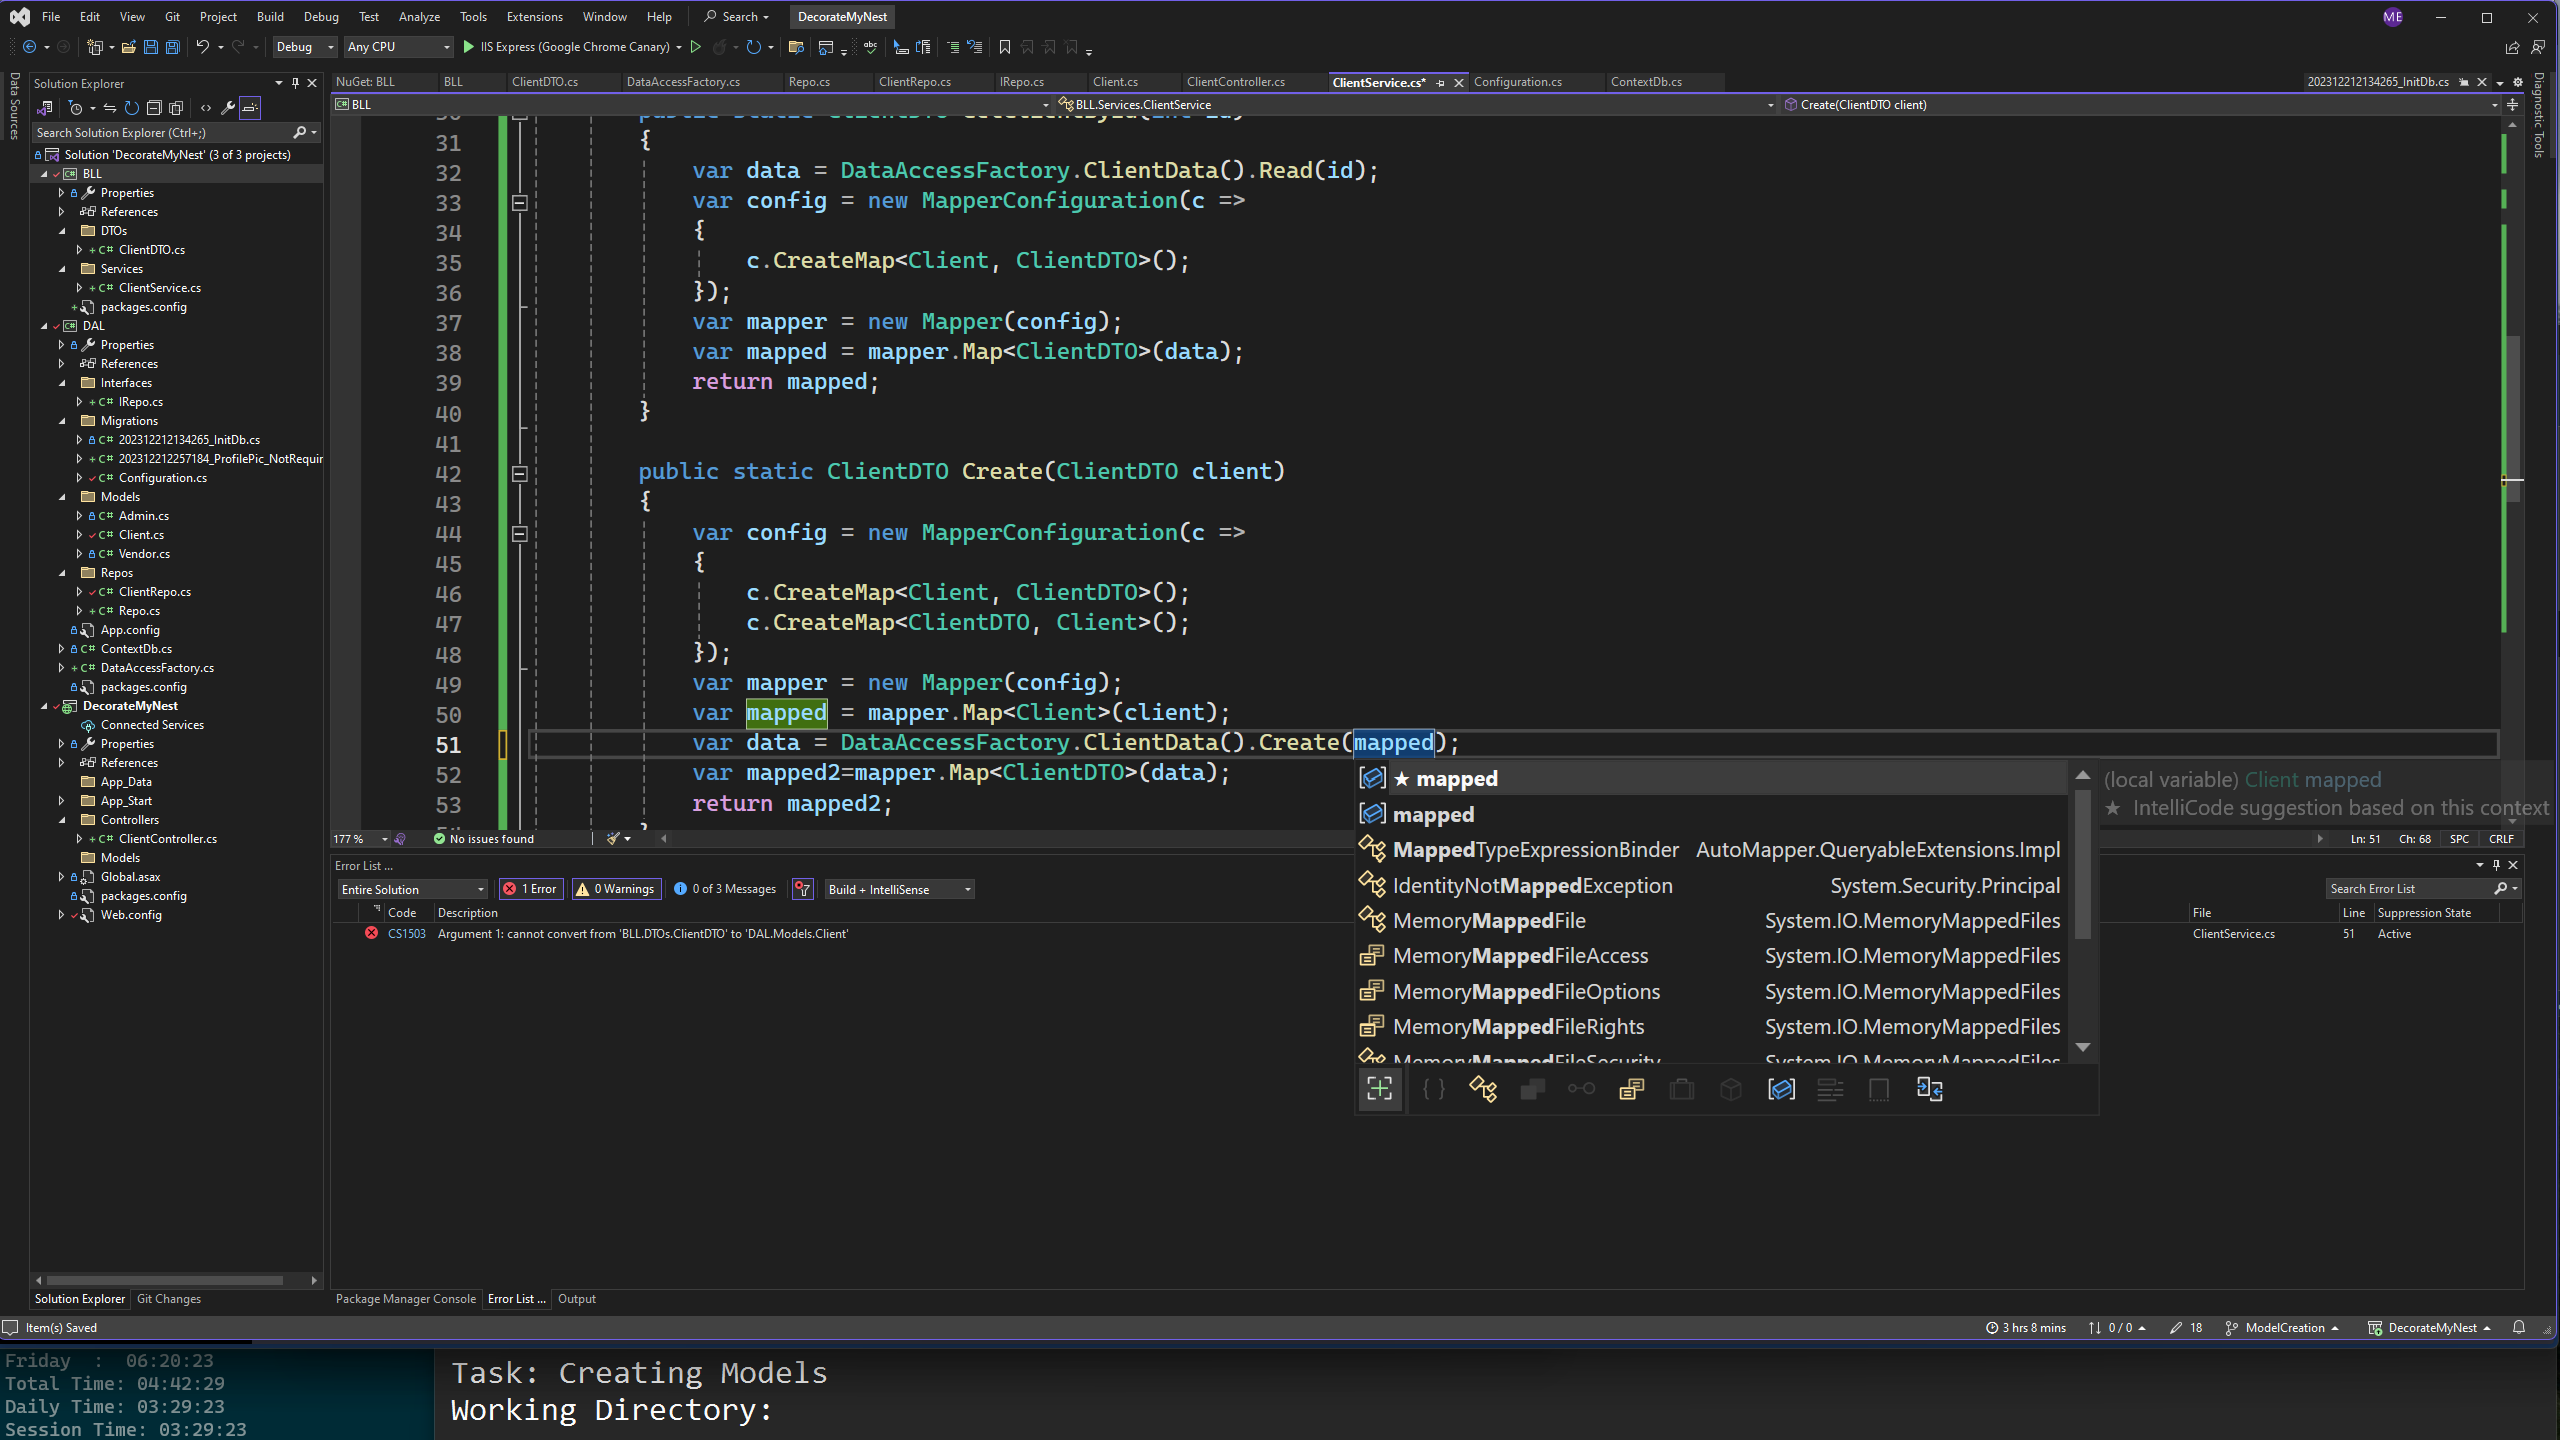 File Edit View Git Project Build Debug Test Analyze Tools Extensions Window Help Search DecorateMyNest ME
Debug Any CPU IIS Express (Google Chrome Canary)
Data Sources
Solution Explorer
Search Solution Explorer (Ctrl+;)
Solution 'DecorateMyNest' (3 of 3 projects)
BLL
Properties
References
DTOs
C# ClientDTO.cs
Services
C# ClientService.cs
packages.config
DAL
Properties
References
Interfaces
C# IRepo.cs
Migrations
C# 202312212134265_InitDb.cs
C# 202312212257184_ProfilePic_NotRequir
C# Configuration.cs
Models
C# Admin.cs
C# Client.cs
C# Vendor.cs
Repos
C# ClientRepo.cs
C# Repo.cs
App.config
C# ContextDb.cs
C# DataAccessFactory.cs
packages.config
DecorateMyNest
Connected Services
Properties
References
App_Data
App_Start
Controllers
C# ClientController.cs
Models
Global.asax
packages.config
Web.config
Solution Explorer Git Changes
NuGet: BLL BLL ClientDTO.cs DataAccessFactory.cs Repo.cs ClientRepo.cs IRepo.cs Client.cs ClientController.cs ClientService.cs* Configuration.cs ContextDb.cs 202312212134265_InitDb.cs
BLL BLL.Services.ClientService Create(ClientDTO client)
Diagnostic Tools
31 {
32 var data = DataAccessFactory.ClientData().Read(id);
33 var config = new MapperConfiguration(c =>
34 {
35 c.CreateMap<Client, ClientDTO>();
36 });
37 var mapper = new Mapper(config);
38 var mapped = mapper.Map<ClientDTO>(data);
39 return mapped;
40 }
41
42 public static ClientDTO Create(ClientDTO client)
43 {
44 var config = new MapperConfiguration(c =>
45 {
46 c.CreateMap<Client, ClientDTO>();
47 c.CreateMap<ClientDTO, Client>();
48 });
49 var mapper = new Mapper(config);
50 var mapped = mapper.Map<Client>(client);
51 var data = DataAccessFactory.ClientData().Create(mapped);
52 var mapped2=mapper.Map<ClientDTO>(data);
53 return mapped2;
★ mapped
mapped
MappedTypeExpressionBinder AutoMapper.QueryableExtensions.Impl
IdentityNotMappedException System.Security.Principal
MemoryMappedFile System.IO.MemoryMappedFiles
MemoryMappedFileAccess System.IO.MemoryMappedFiles
MemoryMappedFileOptions System.IO.MemoryMappedFiles
MemoryMappedFileRights System.IO.MemoryMappedFiles
MemoryMappedFileSecurity System.IO.MemoryMappedFiles
(local variable) Client mapped
★ IntelliCode suggestion based on this context
177 % No issues found Ln: 51 Ch: 68 SPC CRLF
Error List ...
Entire Solution 1 Error 0 Warnings 0 of 3 Messages Build + IntelliSense Search Error List
Code Description File Line Suppression State
CS1503 Argument 1: cannot convert from 'BLL.DTOs.ClientDTO' to 'DAL.Models.Client' ClientService.cs 51 Active
Package Manager Console Error List ... Output
Item(s) Saved 3 hrs 8 mins 0 / 0 18 ModelCreation DecorateMyNest
Friday : 06:20:23
Total Time: 04:42:29
Daily Time: 03:29:23
Session Time: 03:29:23
Task: Creating Models
Working Directory: